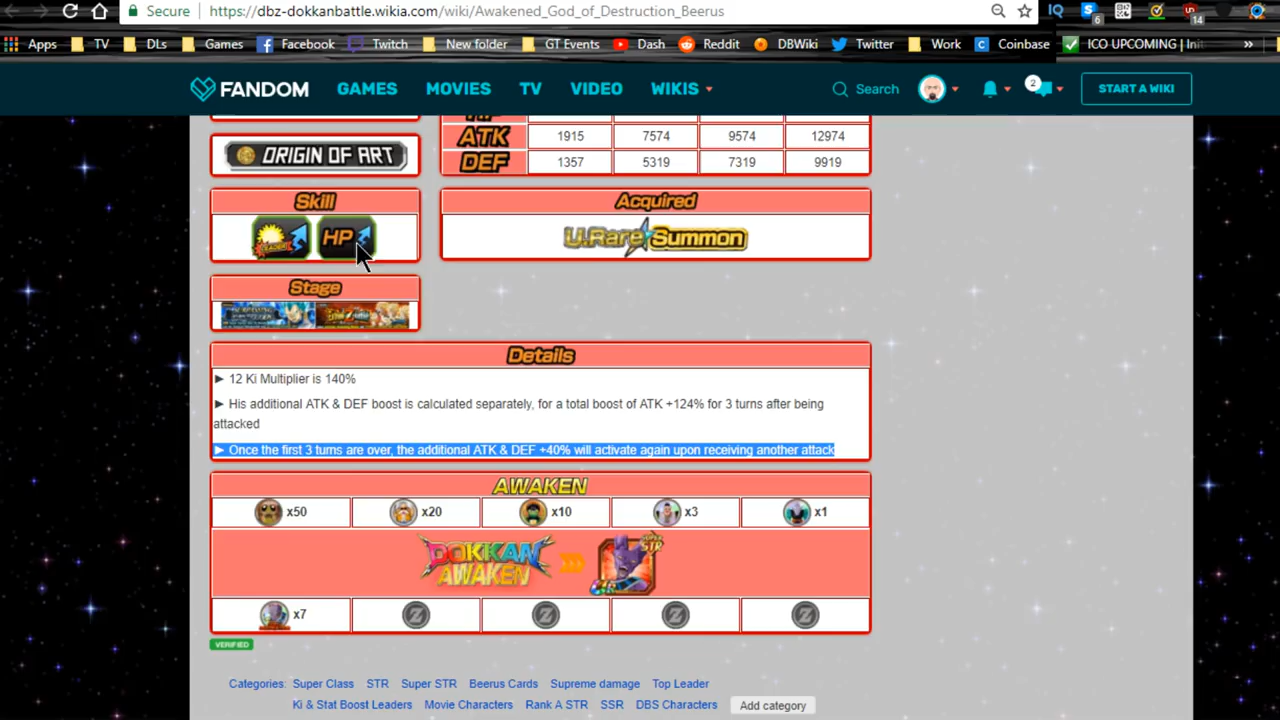 Secure https://dbz-dokkanbattle.wikia.com/wiki/Awakened_God_of_Destruction_Beerus
Apps TV DLs Games Facebook Twitch New folder GT Events Dash Reddit DBWiki Twitter Work Coinbase ICO UPCOMING | Ini »
6 14
FANDOM GAMES MOVIES TV VIDEO WIKIS Search 2 START A WIKI
ATK 1915 7574 9574 12974
DEF 1357 5319 7319 9919
ORIGIN OF ART
Skill
Acquired
LEADER HP
U.Rare Summon
Stage
Details
► 12 Ki Multiplier is 140%
► His additional ATK & DEF boost is calculated separately, for a total boost of ATK +124% for 3 turns after being
attacked
► Once the first 3 turns are over, the additional ATK & DEF +40% will activate again upon receiving another attack
AWAKEN
x50 x20 x10 x3 x1
DOKKAN
AWAKEN
SUPER STR
x7 Z Z Z Z
VERIFIED
Categories: Super Class STR Super STR Beerus Cards Supreme damage Top Leader
Ki & Stat Boost Leaders Movie Characters Rank A STR SSR DBS Characters Add category